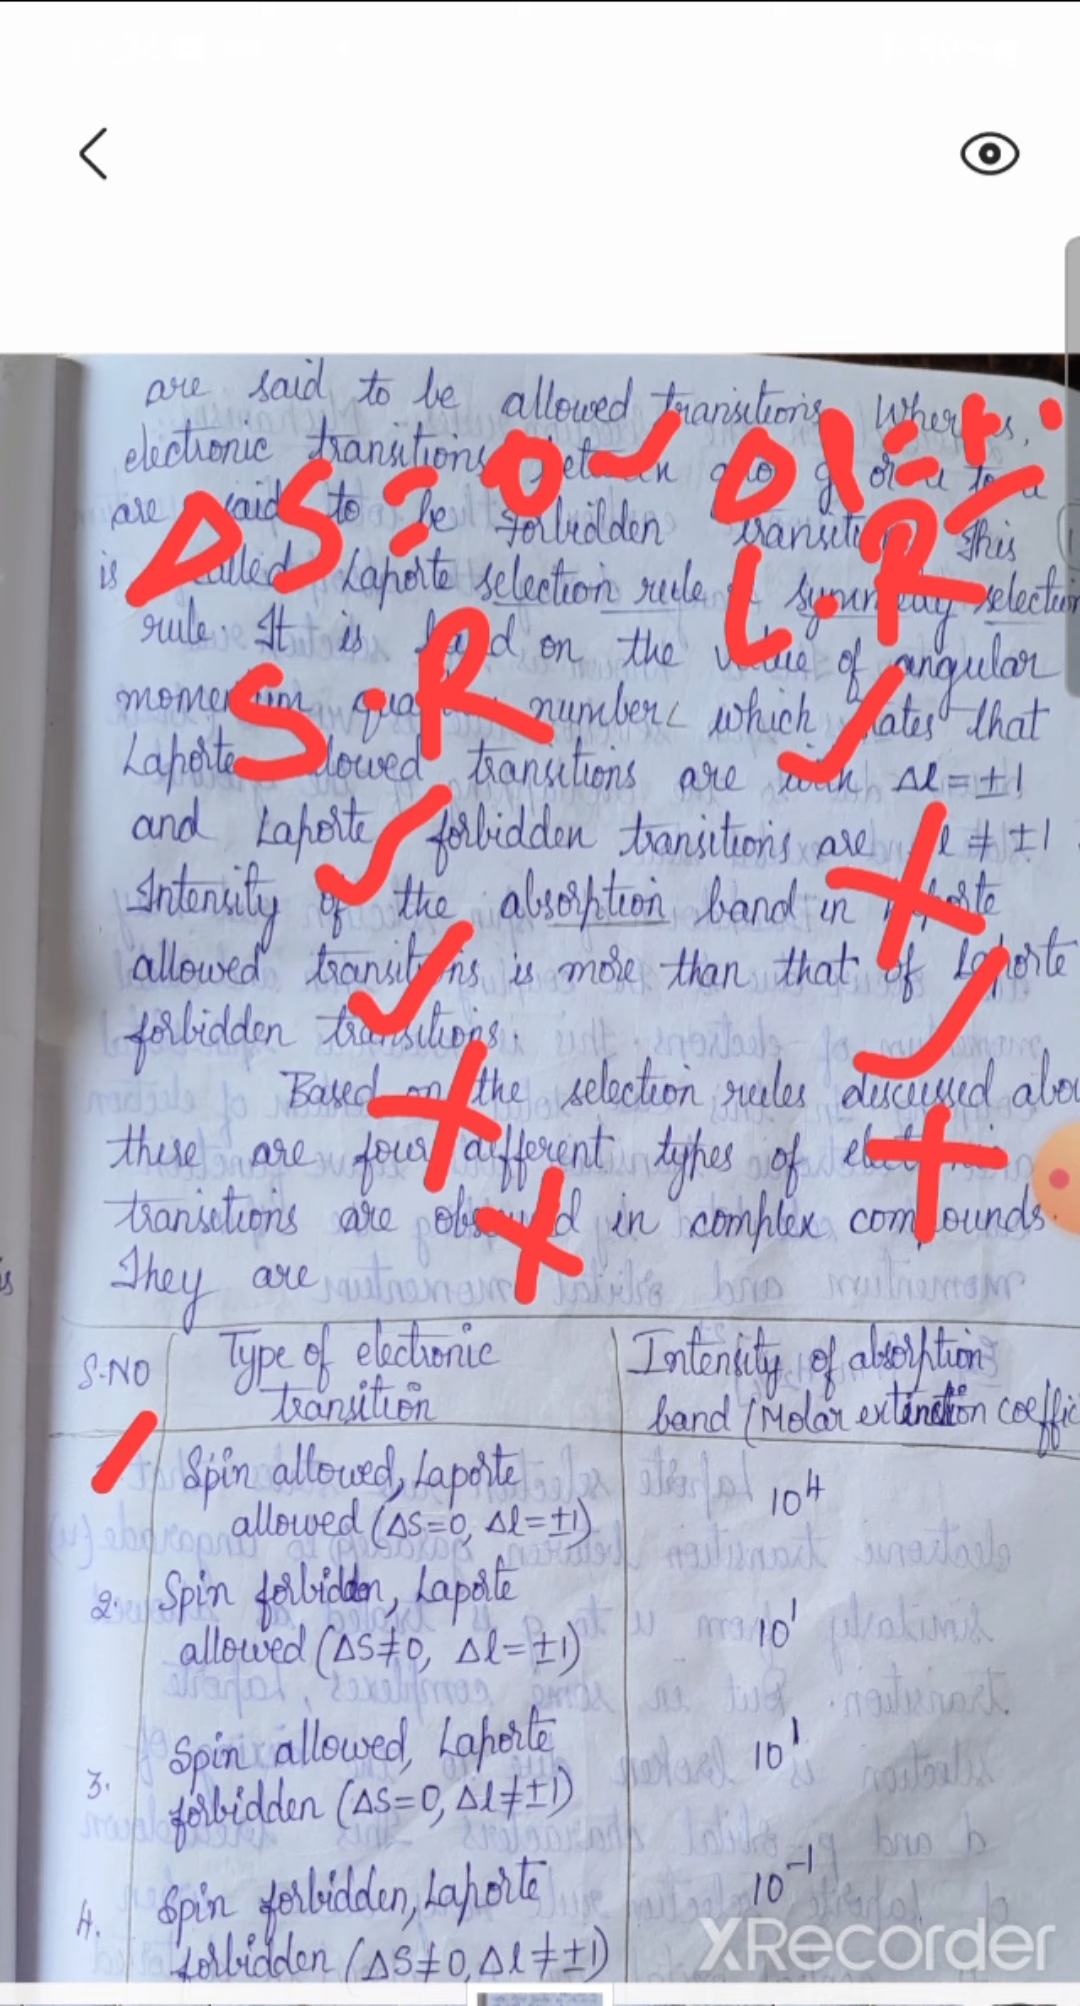 are said to be allowed transitions. Whereas,
electronic transitions between g to g or u to u
are said to be forbidden transitions This
is called Laporte selection rule symmetry selection
rule. It is based on the value of angular
momentum quantum number which states that
Laporte allowed transitions are with Δl=±1
and Laporte forbidden transitions are l ≠ ±1
Intensity of the absorption band in Laporte
allowed transitions is more than that of Laporte
forbidden transitions.
Based on the selection rules discussed
these are four different types of electronic
transitions are observed in complex compounds.
They are
ΔS=0 ✓ Δl=±1
S.R L.R
✓ ✓
✓ ×
× ✓
× ×
S.NO Type of electronic transition Intensity of absorption
band (Molar extinction
1. Spin allowed, Laporte
allowed (ΔS=0, Δl=±1) 10⁴
2. Spin forbidden, Laporte
allowed (ΔS≠0, Δl=±1) 10¹
3. Spin allowed, Laporte
forbidden (ΔS=0, Δl≠±1) 10¹
4. Spin forbidden, Laporte
forbidden (ΔS≠0, Δl≠±1) 10⁻¹
XRecorder